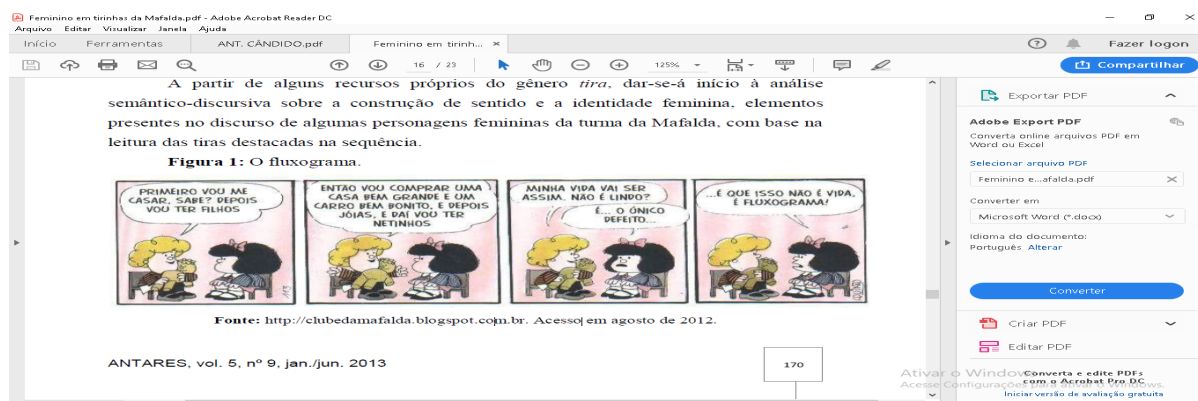 Feminino em tirinhas da Mafalda.pdf - Adobe Acrobat Reader DC
Arquivo Editar Visualizar Janela Ajuda
Início Ferramentas ANT. CÂNDIDO.pdf Feminino em tirinh... × Fazer logon
16 / 23 125% Compartilhar
A partir de alguns recursos próprios do gênero tira, dar-se-á início à análise
semântico-discursiva sobre a construção de sentido e a identidade feminina, elementos
presentes no discurso de algumas personagens femininas da turma da Mafalda, com base na
leitura das tiras destacadas na sequência.
Figura 1: O fluxograma.
PRIMEIRO VOU ME
CASAR, SABE? DEPOIS
VOU TER FILHOS
ENTÃO VOU COMPRAR UMA
CASA BEM GRANDE E UM
CARRO BEM BONITO, E DEPOIS
JÓIAS, E DAÍ VOU TER
NETINHOS
MINHA VIDA VAI SER
ASSIM. NÃO É LINDO?
É... O ÚNICO
DEFEITO...
...É QUE ISSO NÃO É VIDA.
É FLUXOGRAMA!
Fonte: http://clubedamafalda.blogspot.com.br. Acesso em agosto de 2012.
ANTARES, vol. 5, nº 9, jan./jun. 2013
170
Exportar PDF
Adobe Export PDF
Converta online arquivos PDF em
Word ou Excel
Selecionar arquivo PDF
Feminino e...afalda.pdf
Converter em
Microsoft Word (*.docx)
Idioma do documento:
Português Alterar
Converter
Criar PDF
Editar PDF
Converta e edite PDFs
com o Acrobat Pro DC
Iniciar versão de avaliação gratuita
Ativar o Windows
Acesse Configurações para ativar o Windows.